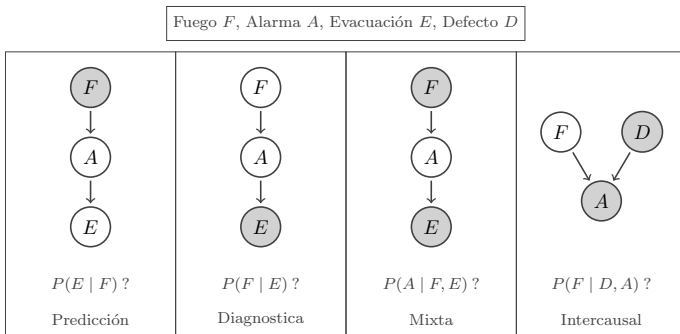 Fuego F, Alarma A, Evacuación E, Defecto D
F
A
E
P(E | F) ?
Predicción
F
A
E
P(F | E) ?
Diagnostica
F
A
E
P(A | F, E) ?
Mixta
F D
A
P(F | D, A) ?
Intercausal